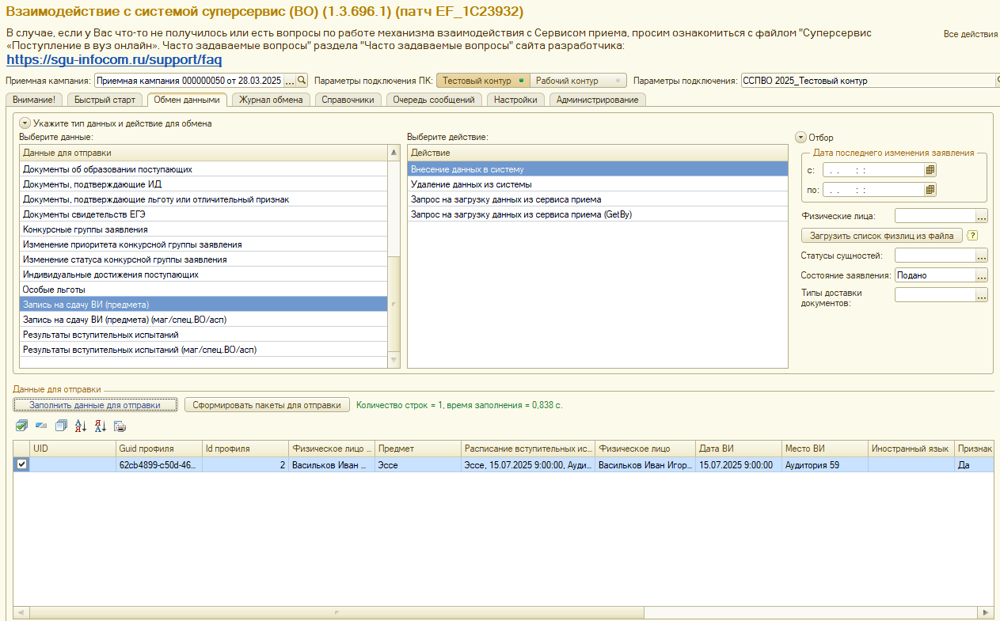 Взаимодействие с системой суперсервис (ВО) (1.3.696.1) (патч EF_1C23932)
В случае, если у Вас что-то не получилось или есть вопросы по работе механизма взаимодействия с Сервисом приема, просим ознакомиться с файлом "Суперсервис
«Поступление в вуз онлайн». Часто задаваемые вопросы" раздела "Часто задаваемые вопросы" сайта разработчика:
Все действия
https://sgu-infocom.ru/support/faq
Приемная кампания: Приемная кампания 000000050 от 28.03.2025 ... Параметры подключения ПК: Тестовый контур Рабочий контур Параметры подключения: ССПВО 2025_Тестовый контур
Внимание! Быстрый старт Обмен данными Журнал обмена Справочники Очередь сообщений Настройки Администрирование
Укажите тип данных и действие для обмена
Выберите данные:
Данные для отправки
Документы об образовании поступающих
Документы, подтверждающие ИД
Документы, подтверждающие льготу или отличительный признак
Документы свидетельств ЕГЭ
Конкурсные группы заявления
Изменение приоритета конкурсной группы заявления
Изменение статуса конкурсной группы заявления
Индивидуальные достижения поступающих
Особые льготы
Запись на сдачу ВИ (предмета)
Запись на сдачу ВИ (предмета) (маг/спец.ВО/асп)
Результаты вступительных испытаний
Результаты вступительных испытаний (маг/спец.ВО/асп)
Выберите действие:
Действие
Внесение данных в систему
Удаление данных из системы
Запрос на загрузку данных из сервиса приема
Запрос на загрузку данных из сервиса приема (GetBy)
Отбор
Дата последнего изменения заявления
с: . . : :
по: . . : :
Физические лица: ...
Загрузить список физлиц из файла ?
Статусы сущностей: ...
Состояние заявления: Подано ...
Типы доставки
документов: ...
Данные для отправки
Заполнить данные для отправки Сформировать пакеты для отправки Количество строк = 1, время заполнения = 0,838 с.
UID Guid профиля Id профиля Физическое лицо ... Предмет Расписание вступительных ис... Физическое лицо Дата ВИ Место ВИ Иностранный язык Признак
62cb4899-c50d-46... 2 Васильков Иван ... Эссе Эссе, 15.07.2025 9:00:00, Ауди... Васильков Иван Игор... 15.07.2025 9:00:00 Аудитория 59 Да